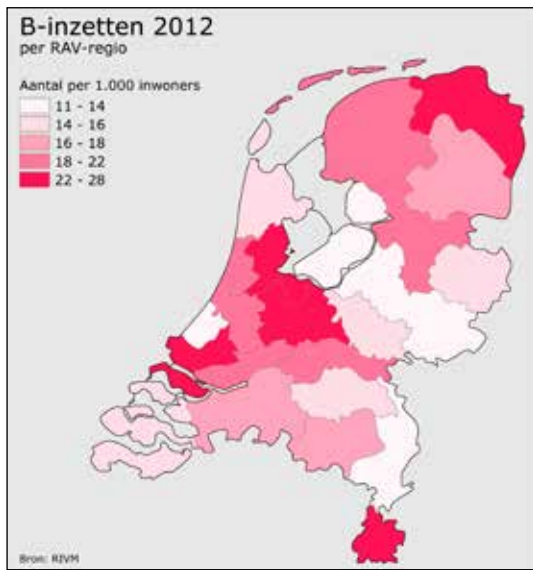 B-inzetten 2012
per RAV-regio
Aantal per 1.000 inwoners
11 - 14
14 - 16
16 - 18
18 - 22
22 - 28
Bron: RIVM